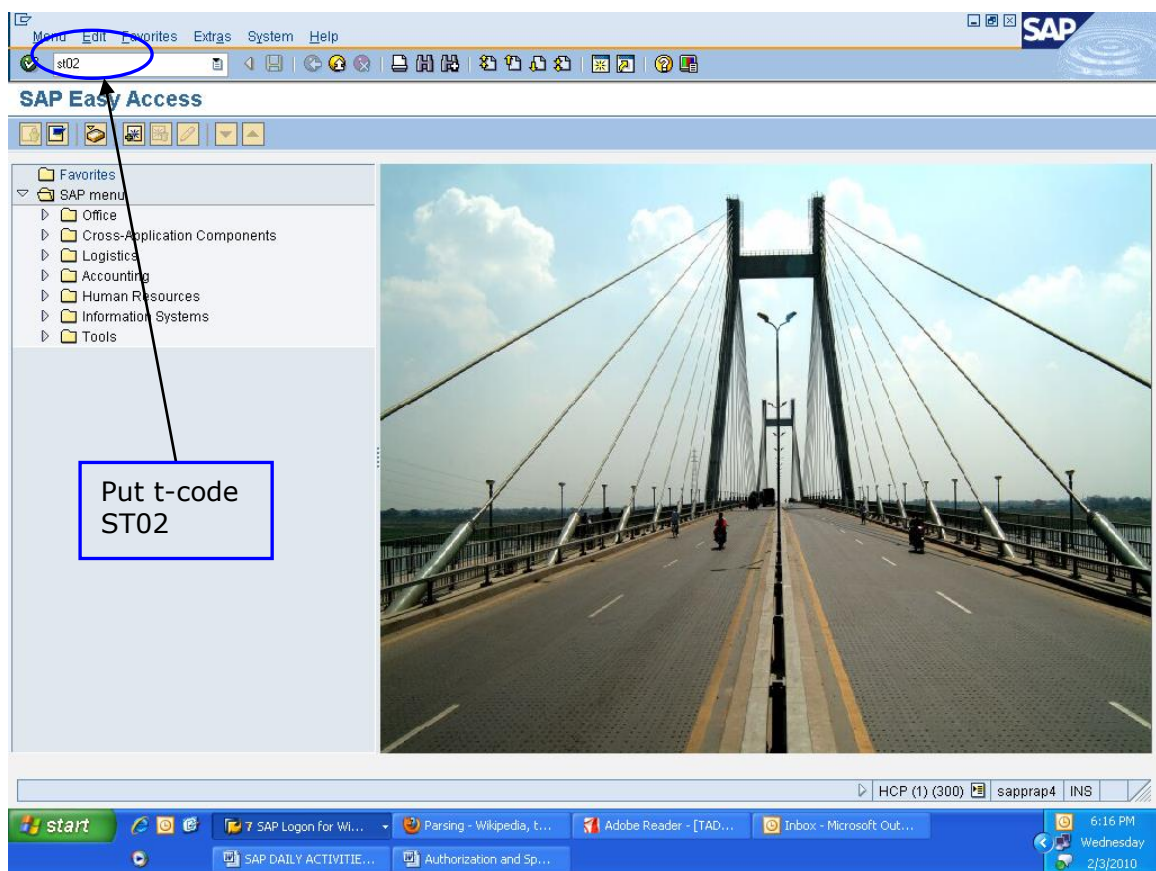 Menu Edit Favorites Extras System Help
SAP
st02
SAP Easy Access
Favorites
SAP menu
Office
Cross-Application Components
Logistics
Accounting
Human Resources
Information Systems
Tools
Put t-code
ST02
HCP (1) (300) sapprap4 INS
start 7 SAP Logon for Wi... Parsing - Wikipedia, t... Adobe Reader - [TAD... Inbox - Microsoft Out... 6:16 PM
Wednesday
SAP DAILY ACTIVITIE... Authorization and Sp... 2/3/2010